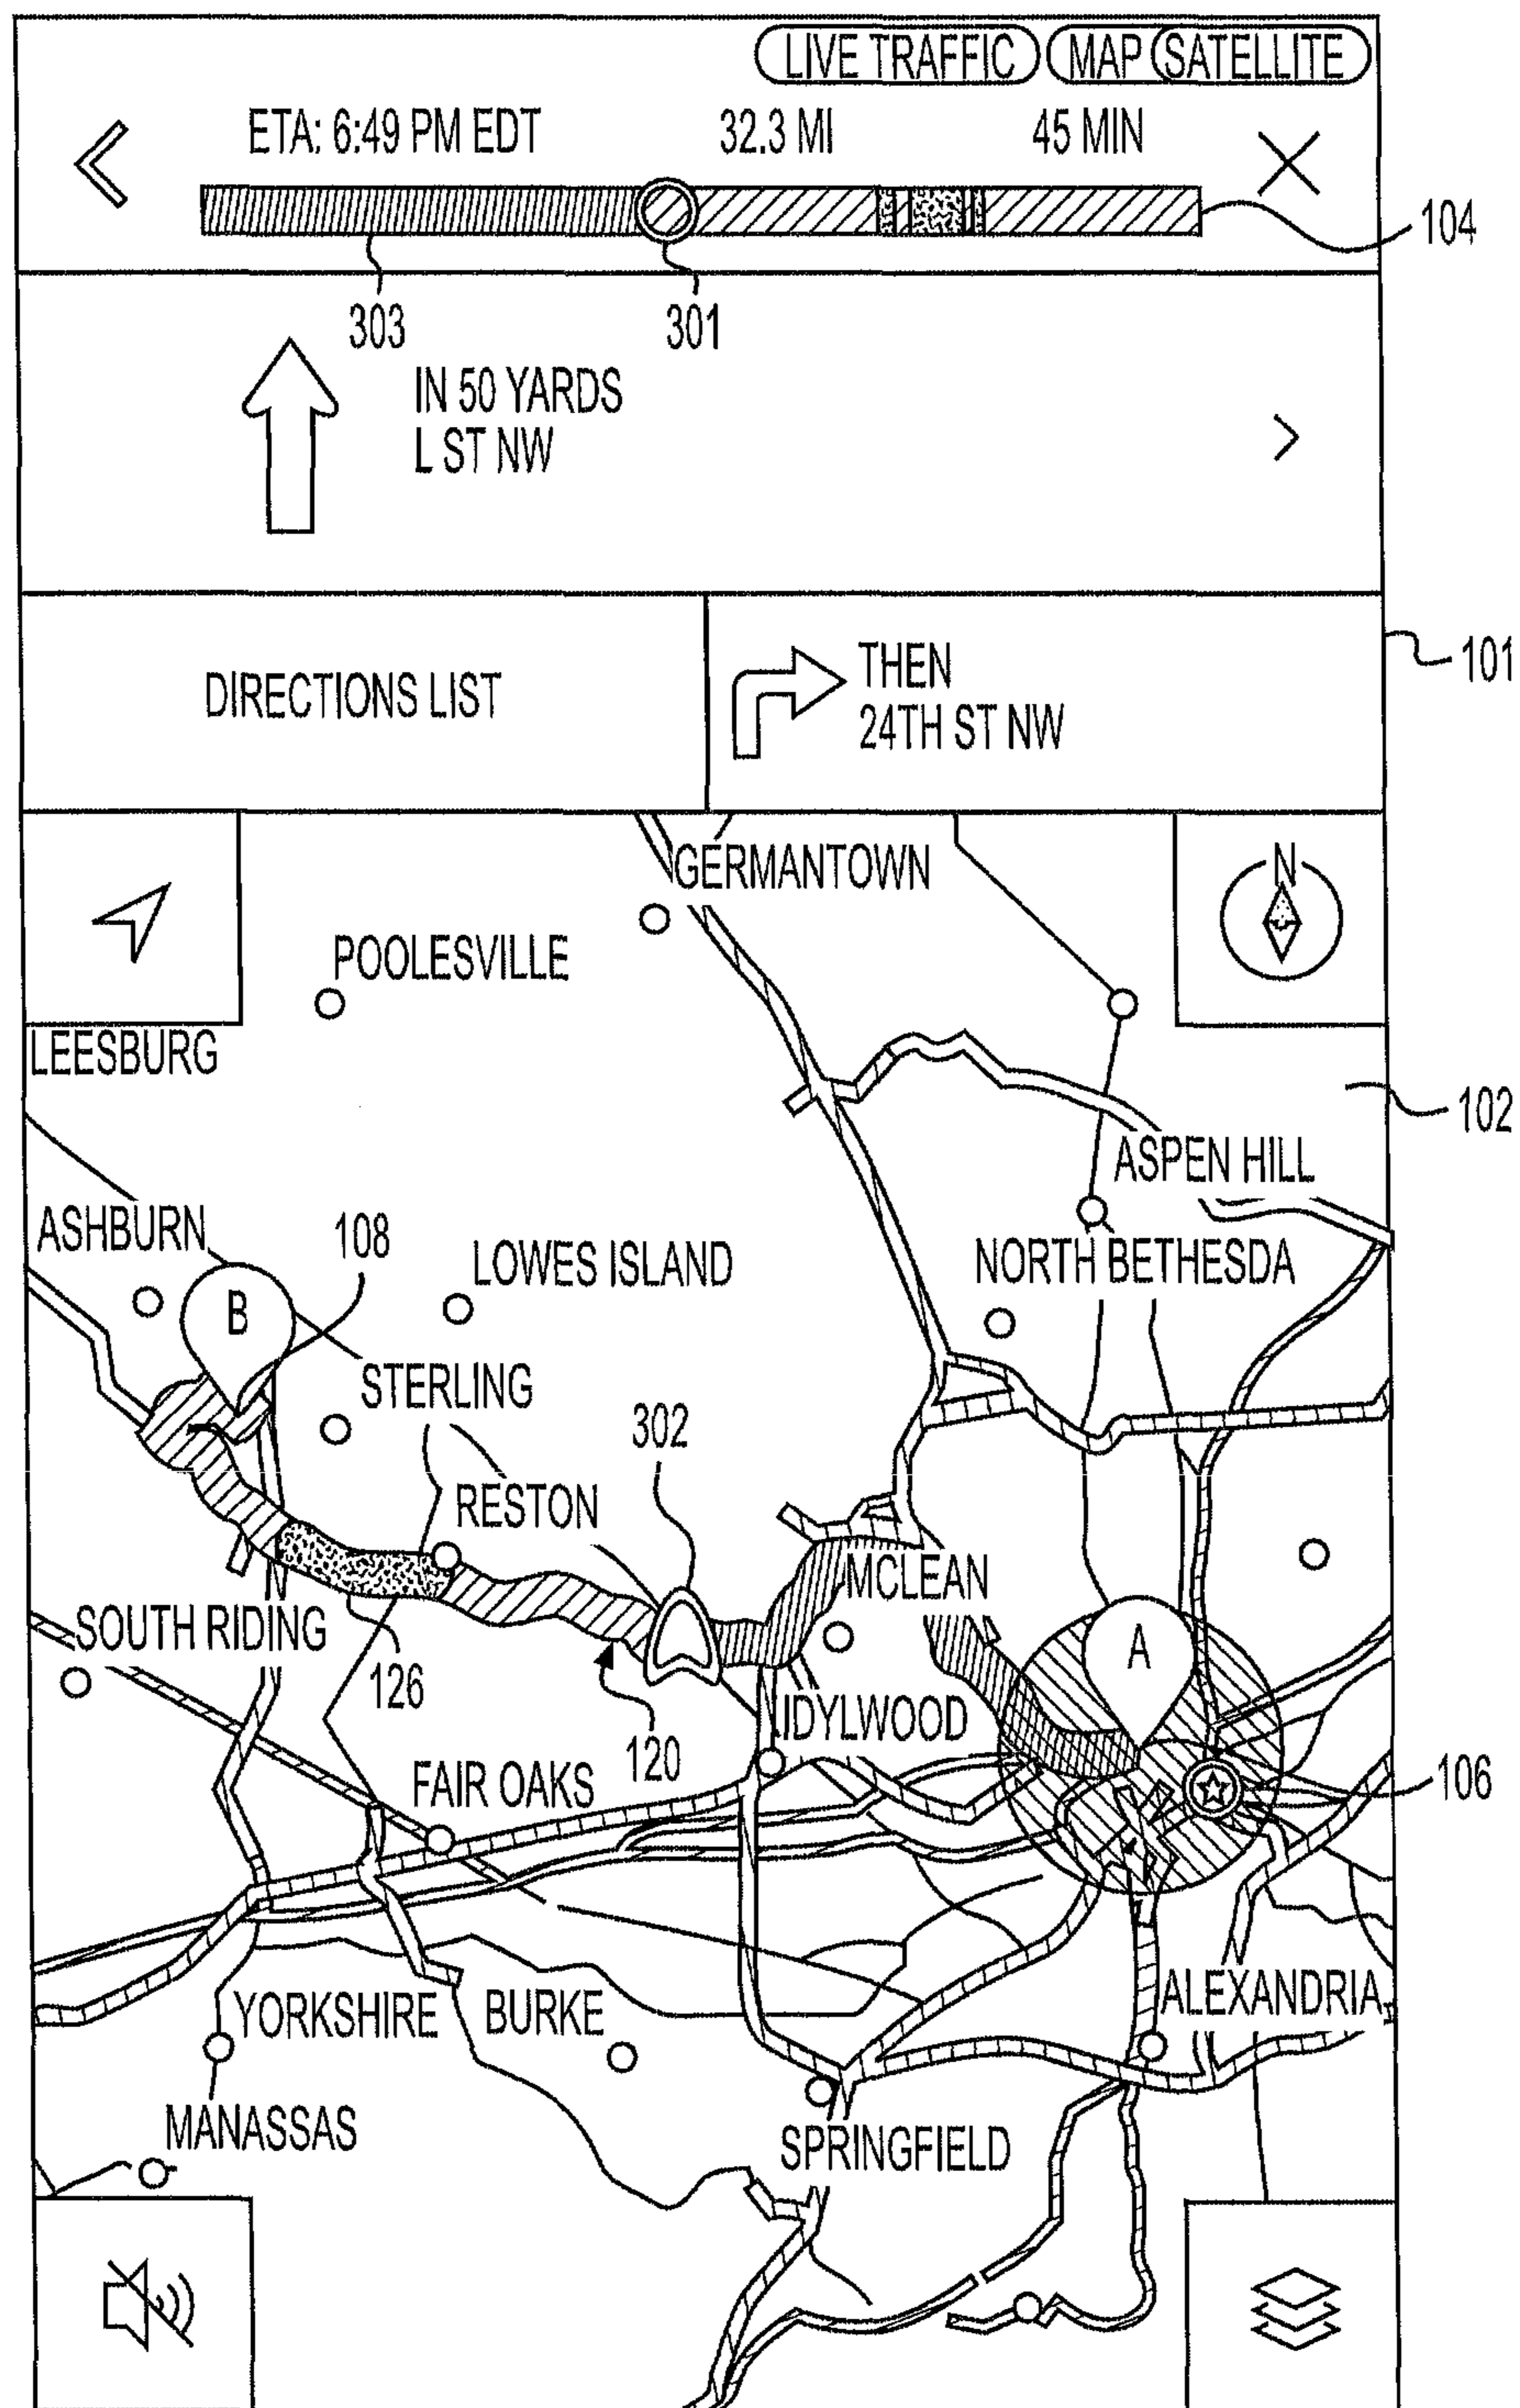 LIVE TRAFFIC MAP SATELLITE
ETA: 6:49 PM EDT 32.3 MI 45 MIN
104
303 301
IN 50 YARDS
L ST NW
101
DIRECTIONS LIST
THEN
24TH ST NW
GERMANTOWN
N
POOLESVILLE
LEESBURG
102
ASPEN HILL
ASHBURN 108
LOWES ISLAND NORTH BETHESDA
B
STERLING
302
RESTON
MCLEAN
SOUTH RIDING
A
126
IDYLWOOD
120
FAIR OAKS
106
ALEXANDRIA
YORKSHIRE BURKE
MANASSAS
SPRINGFIELD